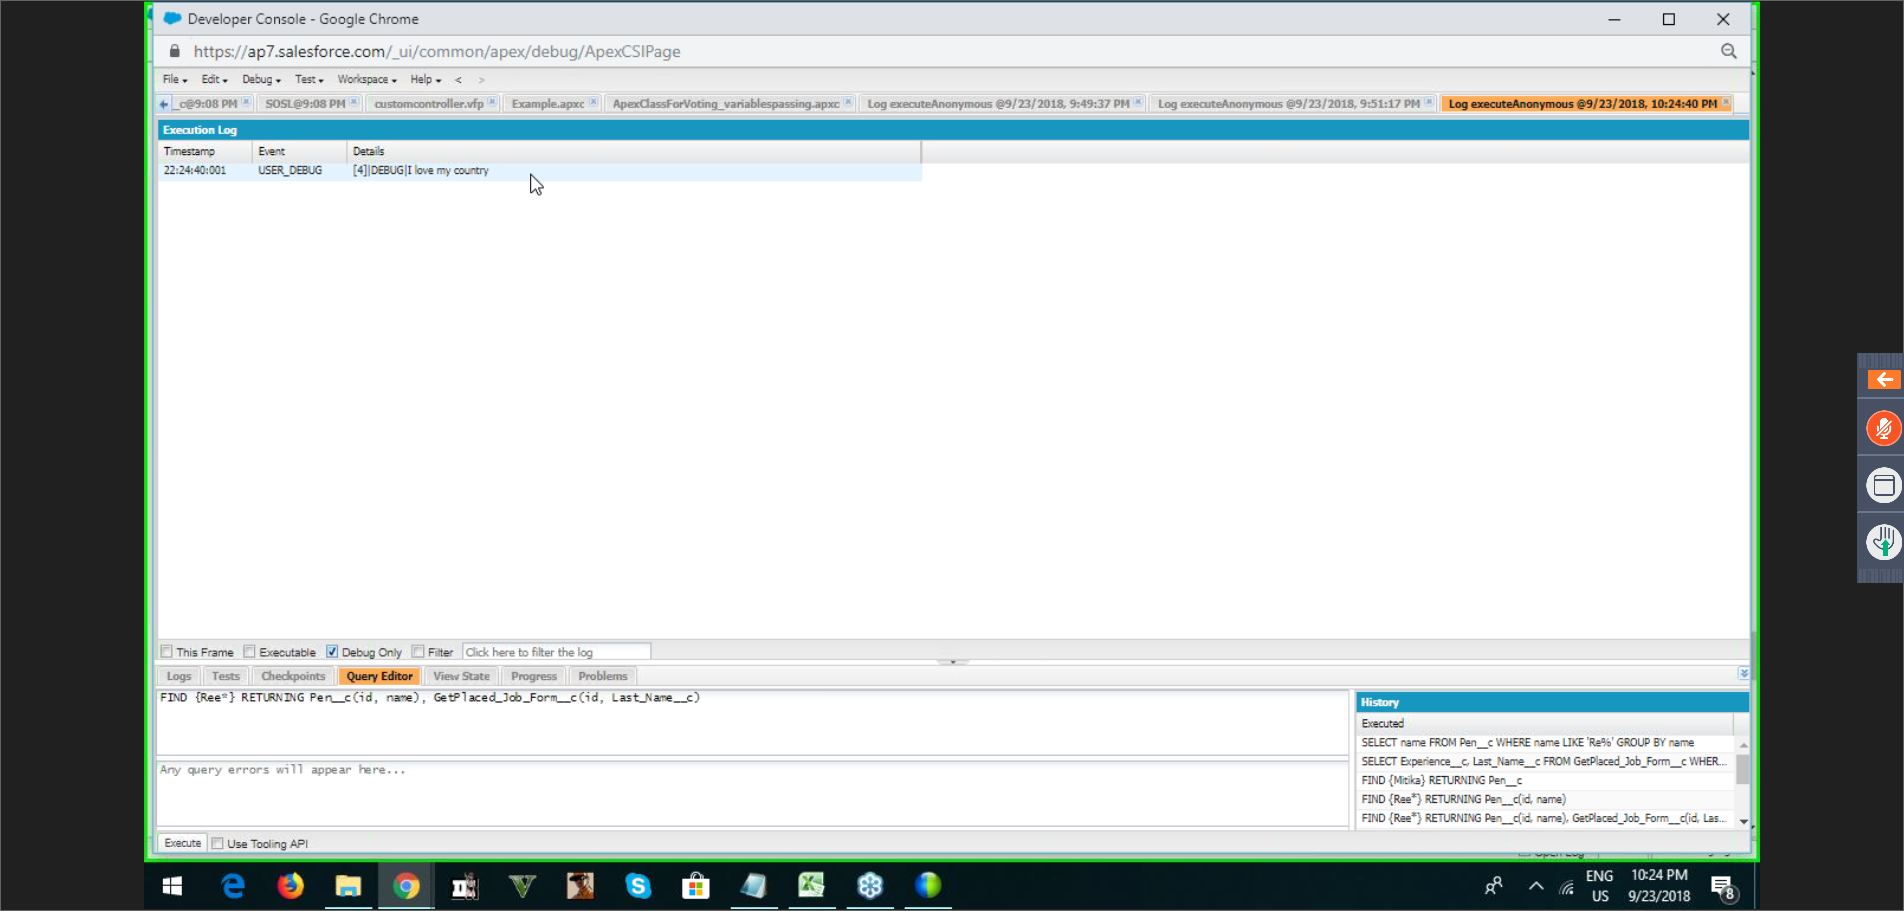 Developer Console - Google Chrome
https://ap7.salesforce.com/_ui/common/apex/debug/ApexCSIPage
File Edit Debug Test Workspace Help < >
_c@9:08 PM SOSL@9:08 PM customcontroller.vfp Example.apxc ApexClassForVoting_variablespassing.apxc Log executeAnonymous @9/23/2018, 9:49:37 PM Log executeAnonymous @9/23/2018, 9:51:17 PM Log executeAnonymous @9/23/2018, 10:24:40 PM
Execution Log
Timestamp Event Details
22:24:40:001 USER_DEBUG [4]|DEBUG|I love my country
This Frame Executable Debug Only Filter Click here to filter the log
Logs Tests Checkpoints Query Editor View State Progress Problems
FIND {Ree*} RETURNING Pen__c(id, name), GetPlaced_Job_Form__c(id, Last_Name__c)
Any query errors will appear here...
History
Executed
SELECT name FROM Pen__c WHERE name LIKE 'Re%' GROUP BY name
SELECT Experience__c, Last_Name__c FROM GetPlaced_Job_Form__c WHER...
FIND {Mitika} RETURNING Pen__c
FIND {Ree*} RETURNING Pen__c(id, name)
FIND {Ree*} RETURNING Pen__c(id, name), GetPlaced_Job_Form__c(id, Las...
Execute Use Tooling API
ENG
US
10:24 PM
9/23/2018
8